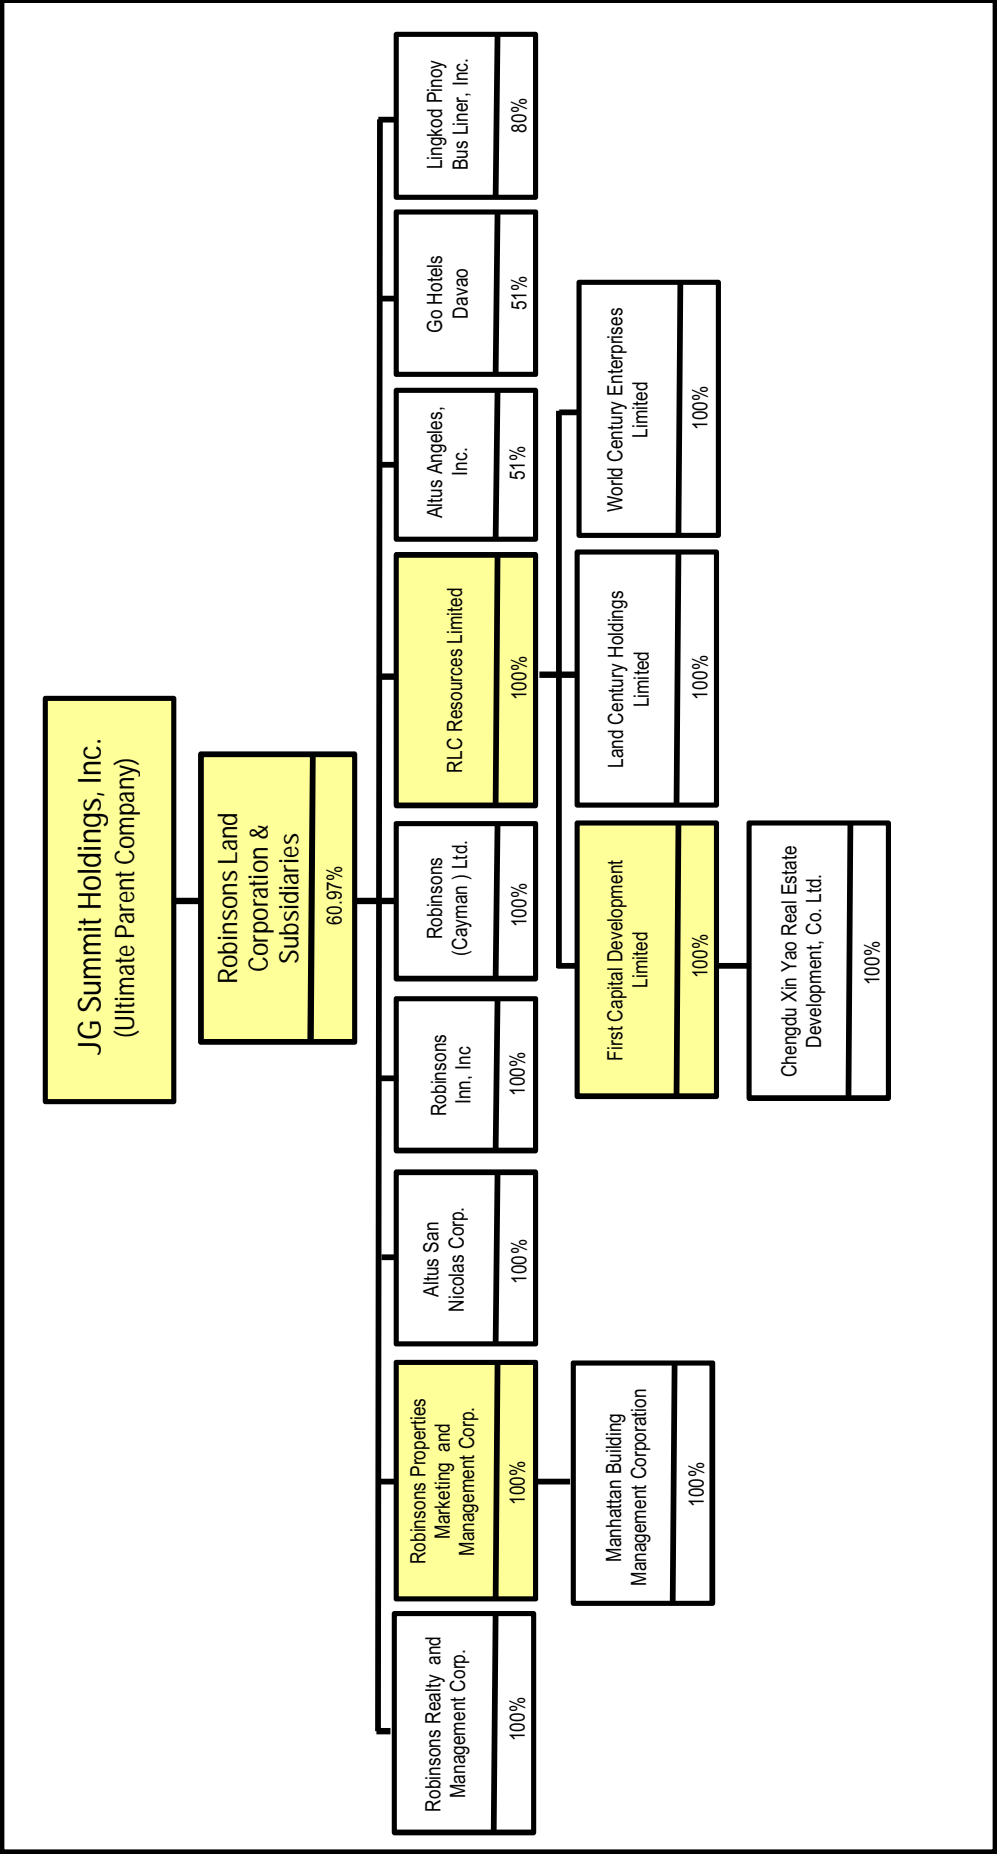 JG Summit Holdings, Inc.
(Ultimate Parent Company)
Robinsons Land
Corporation &
Subsidiaries
60.97%
Robinsons Realty and
Management Corp.
100%
Robinsons Properties
Marketing and
Management Corp.
100%
Altus San
Nicolas Corp.
100%
Robinsons
Inn, Inc
100%
Robinsons
(Cayman ) Ltd.
100%
RLC Resources Limited
100%
Altus Angeles,
Inc.
51%
Go Hotels
Davao
51%
Lingkod Pinoy
Bus Liner, Inc.
80%
Manhattan Building
Management Corporation
100%
First Capital Development
Limited
100%
Land Century Holdings
Limited
100%
World Century Enterprises
Limited
100%
Chengdu Xin Yao Real Estate
Development, Co. Ltd.
100%